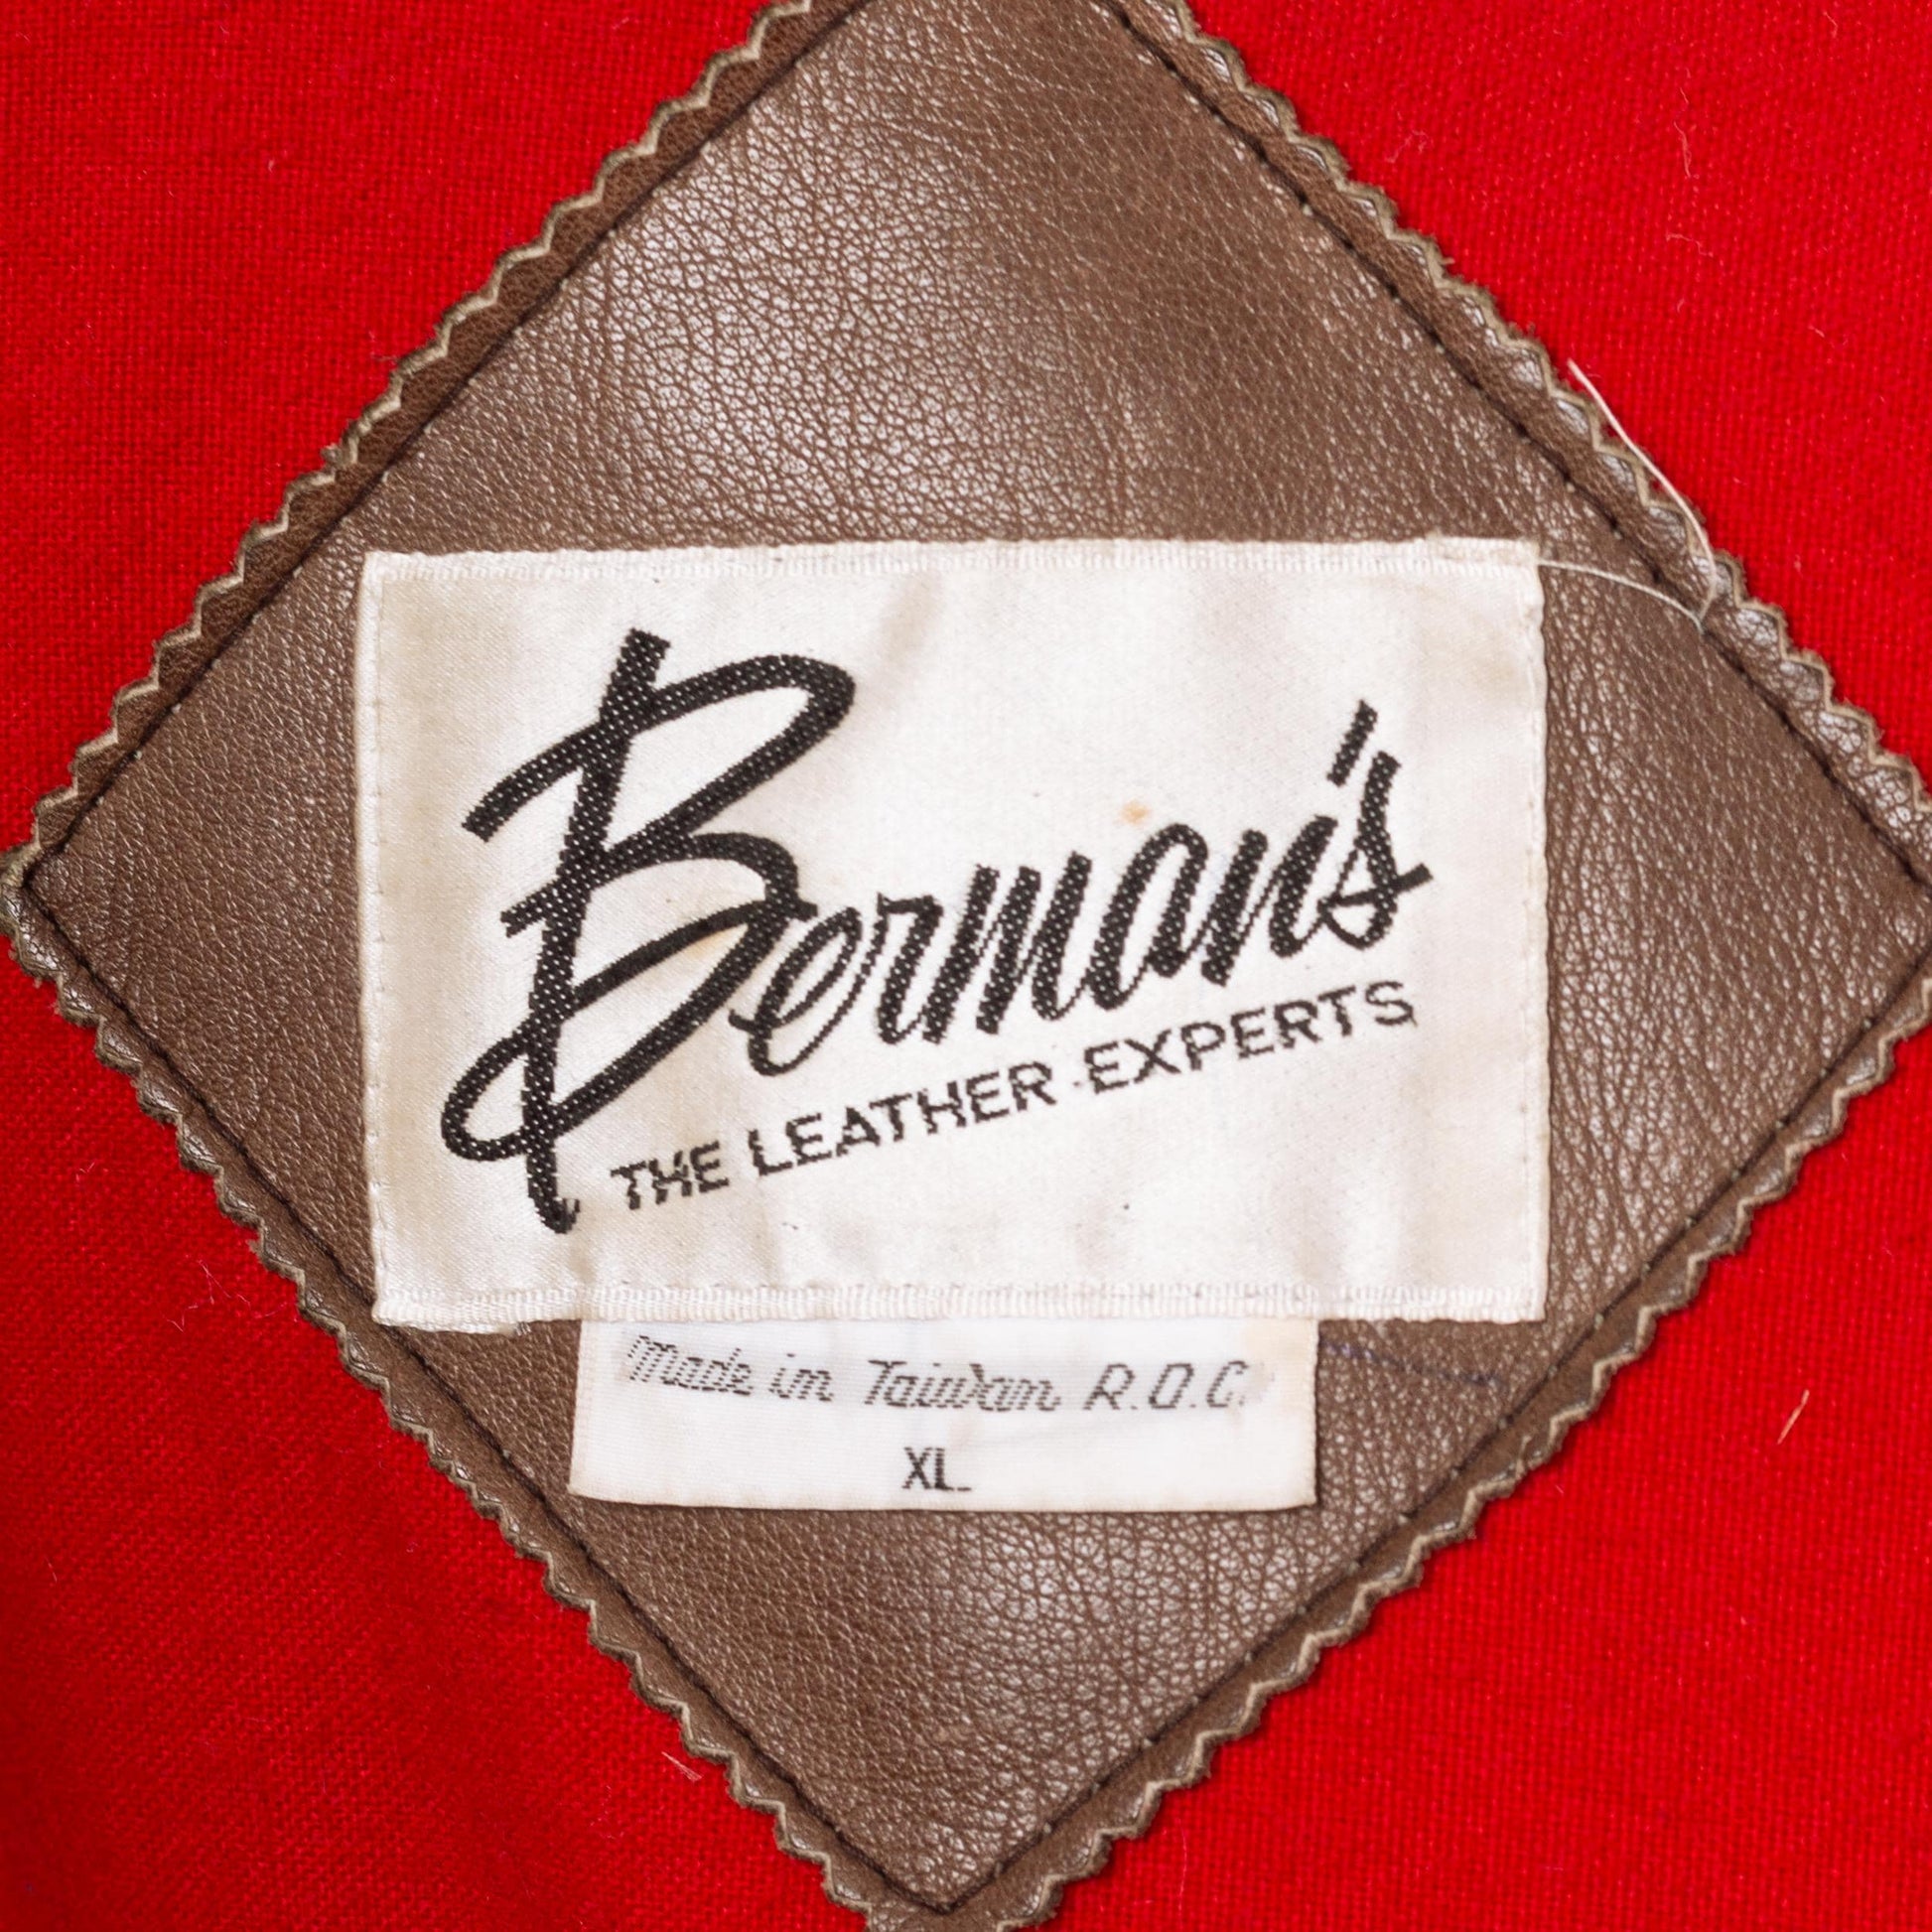 Berman's
THE LEATHER EXPERTS
Made in Taiwan R.O.C.
XL